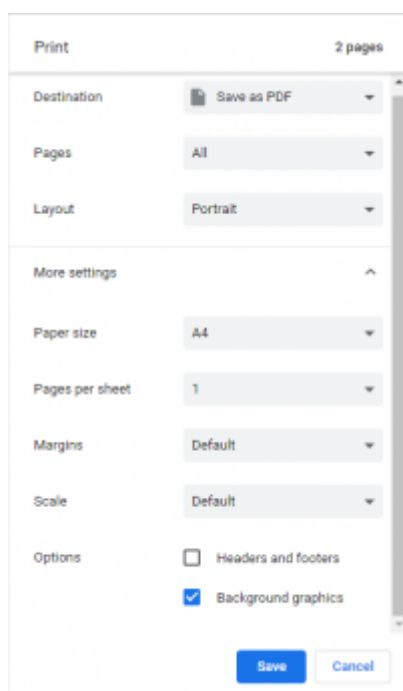 Print 2 pages
Destination Save as PDF
Pages All
Layout Portrait
More settings
Paper size A4
Pages per sheet 1
Margins Default
Scale Default
Options Headers and footers
Background graphics
Save Cancel